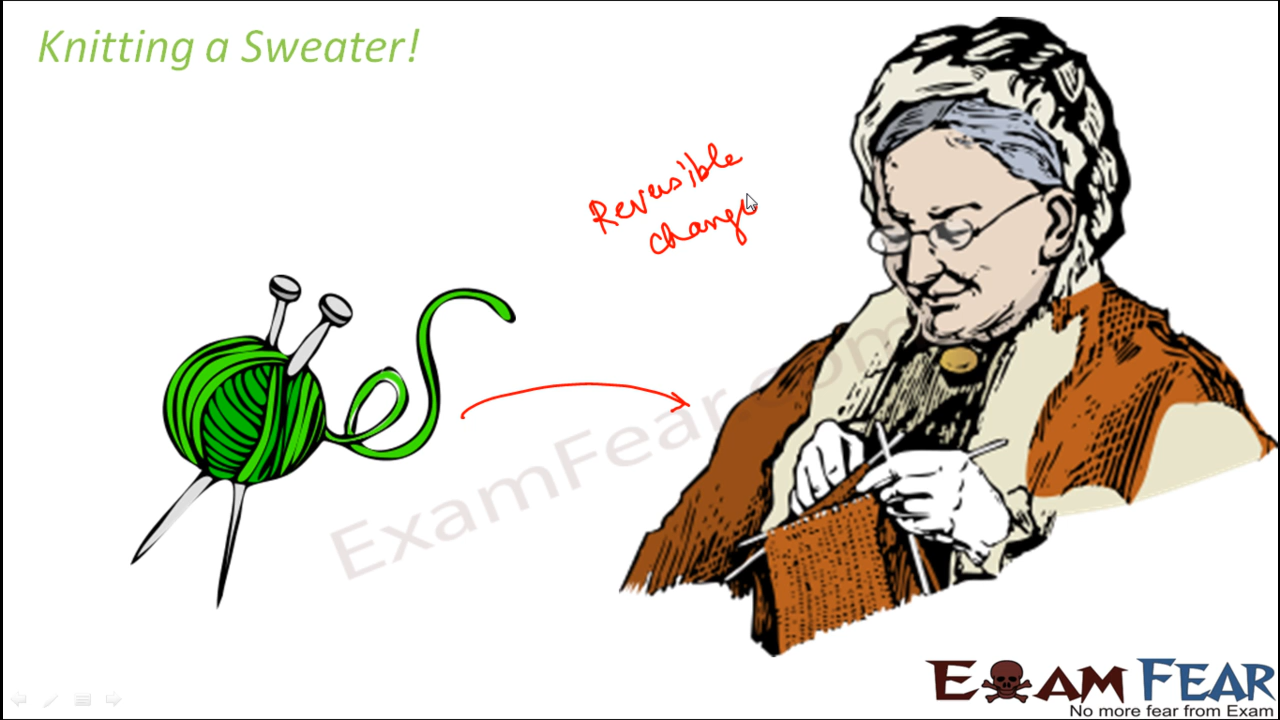 Knitting a Sweater!
Reversible
change
ExamFear.com
EXAM FEAR
No more fear from Exam